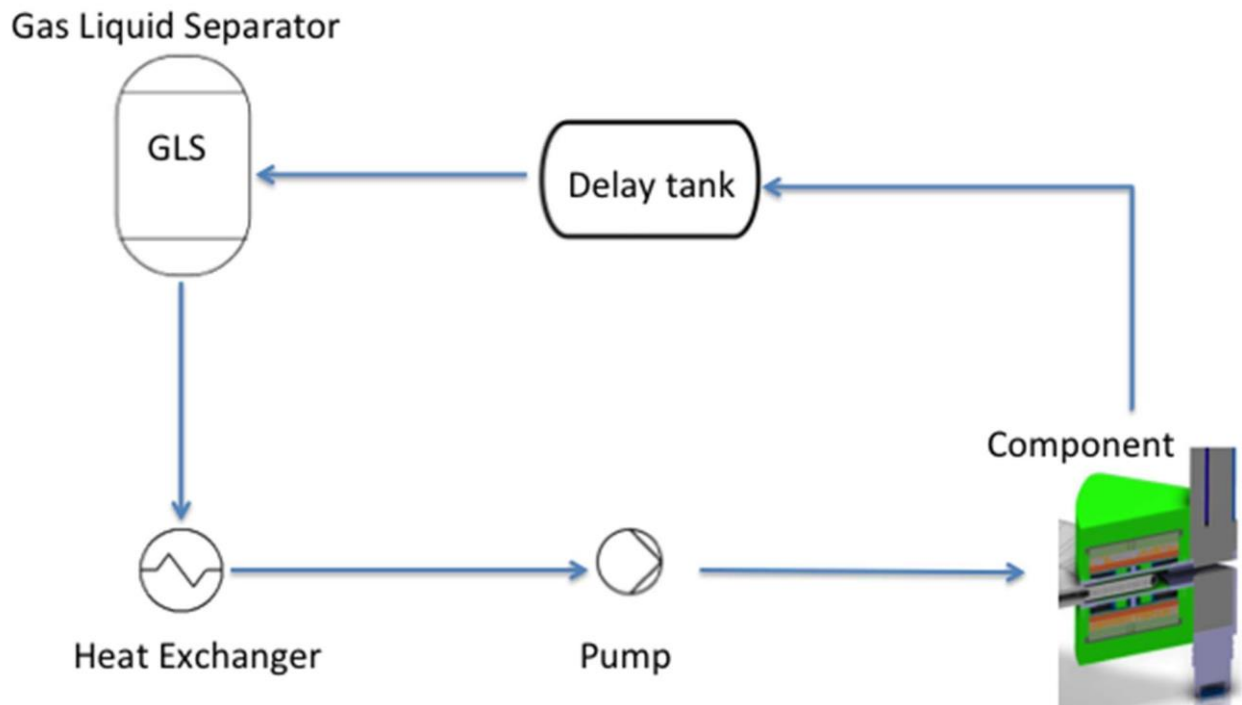 Gas Liquid Separator
GLS
Delay tank
Component
Heat Exchanger
Pump